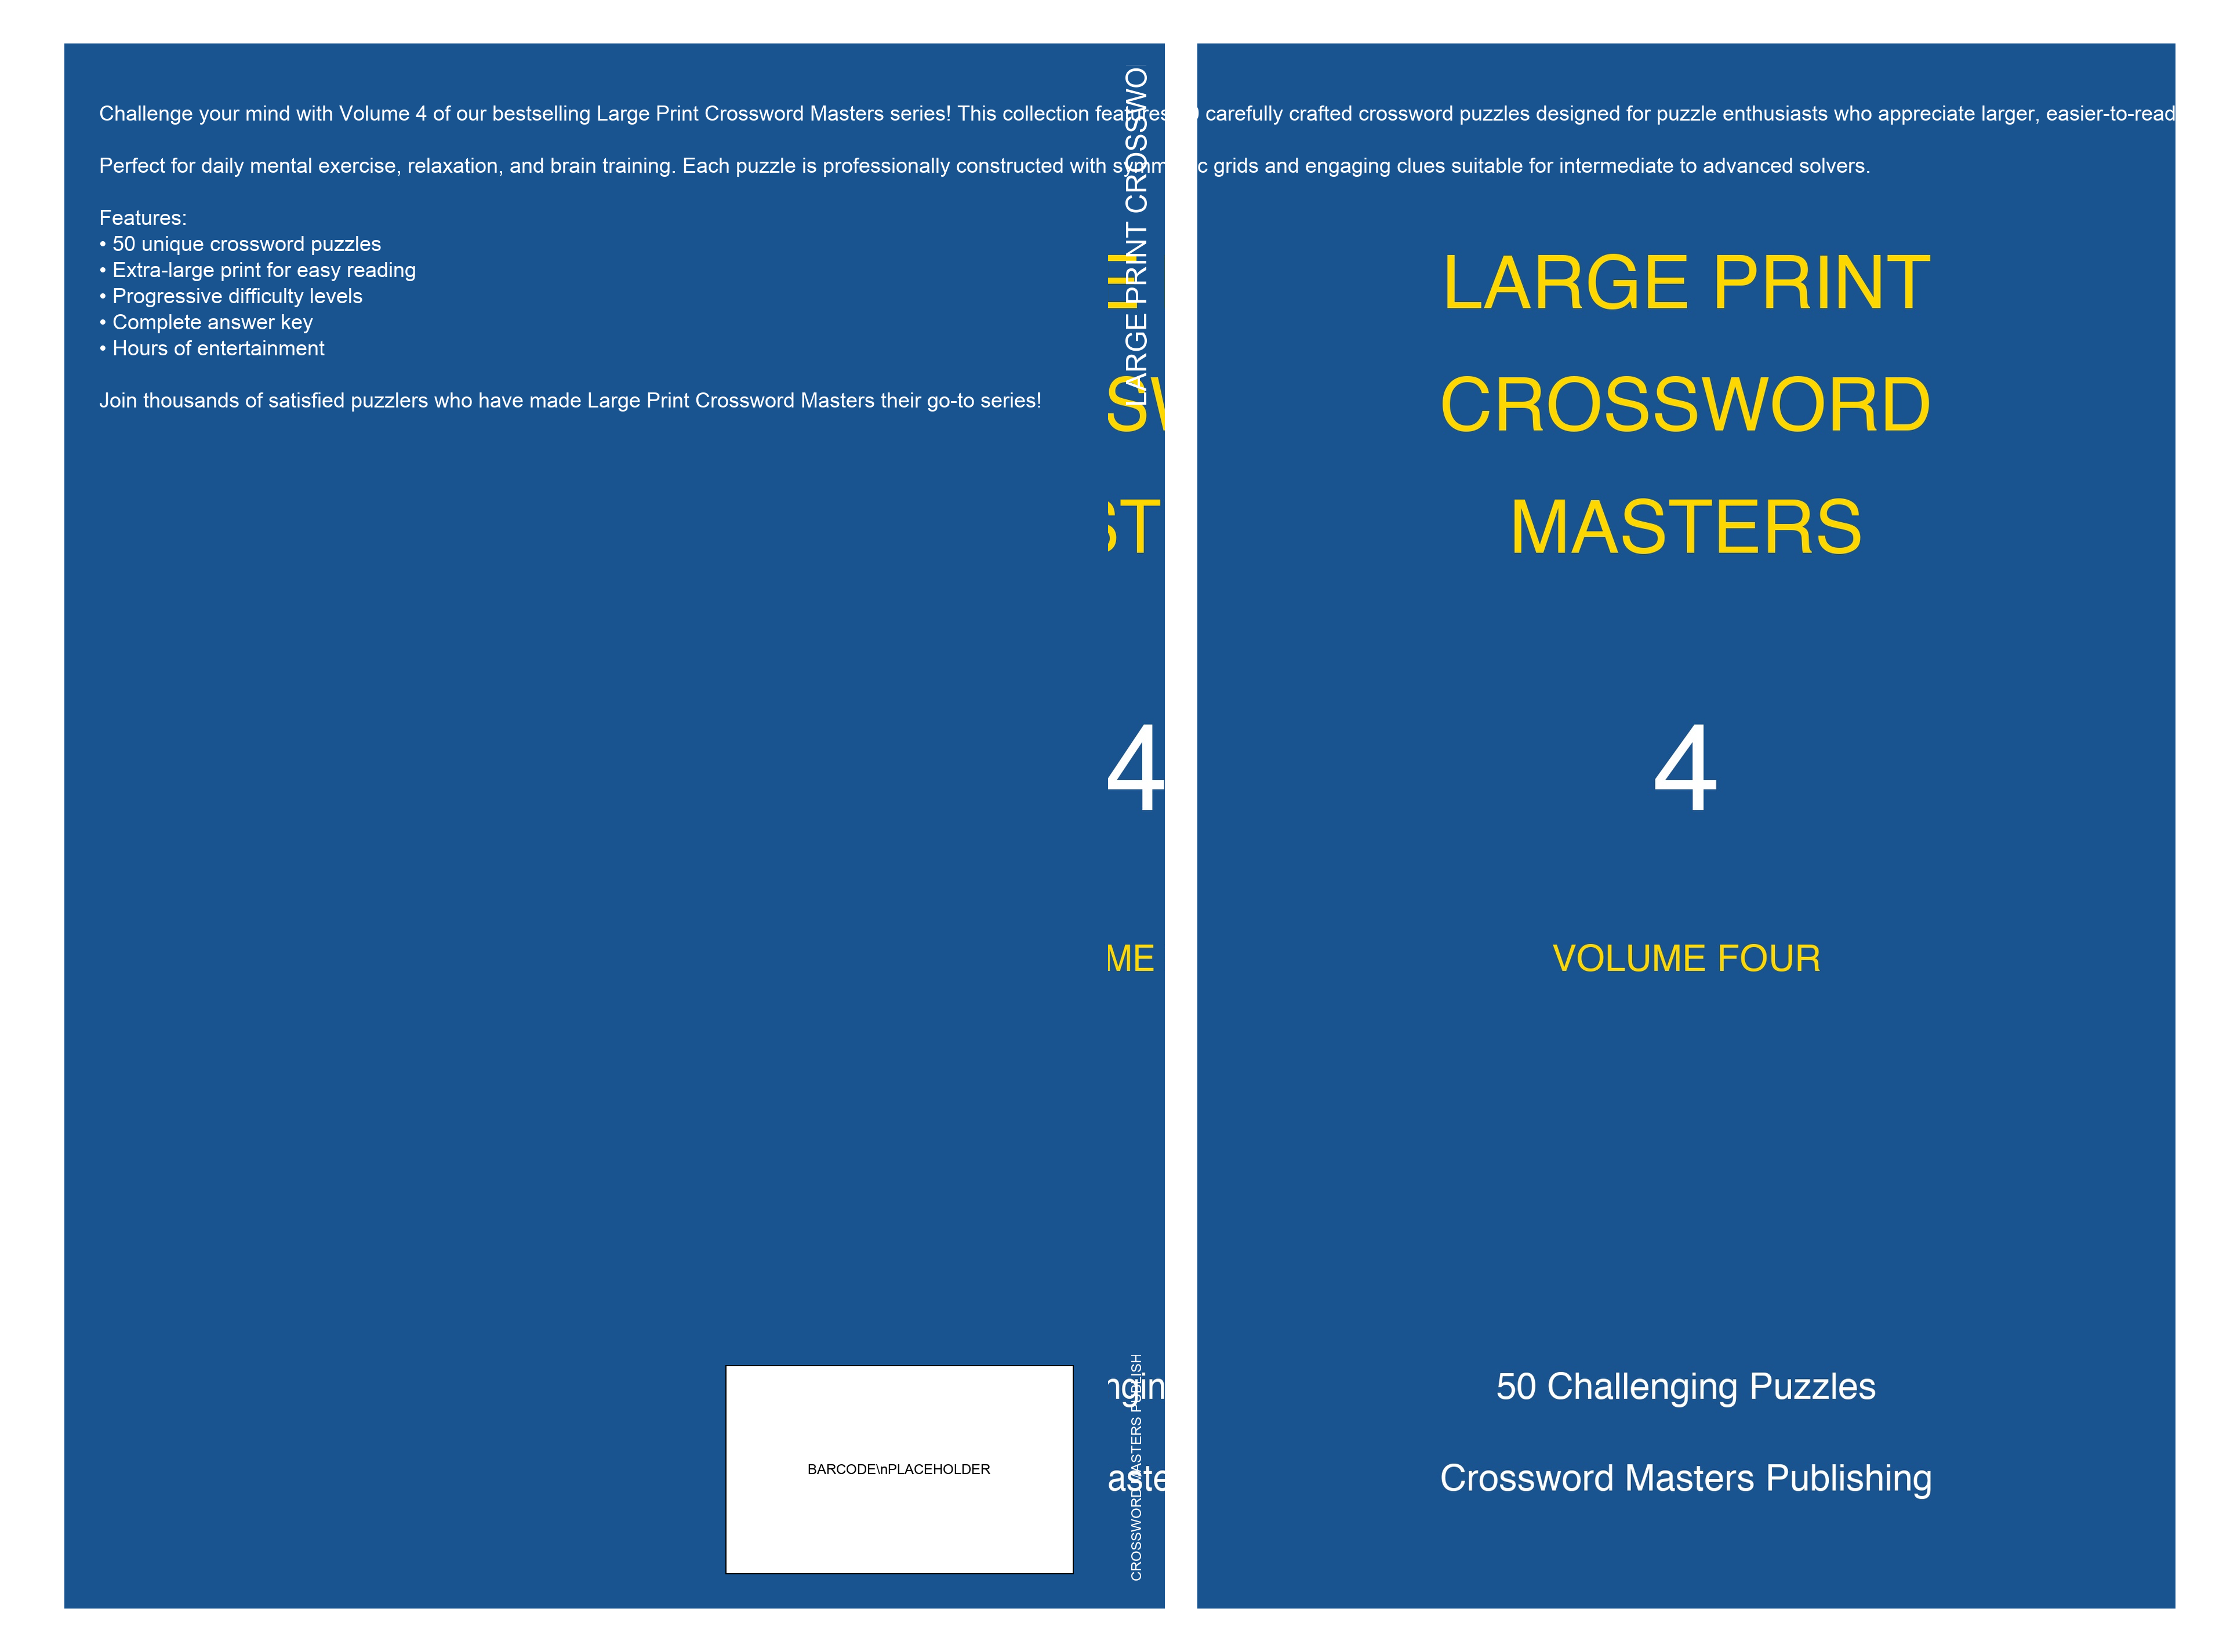 Challenge your mind with Volume 4 of our bestselling Large Print Crossword Masters series! This collection features carefully crafted crossword puzzles designed for puzzle enthusiasts who appreciate larger, easier-to-read
Perfect for daily mental exercise, relaxation, and brain training. Each puzzle is professionally constructed with symm c grids and engaging clues suitable for intermediate to advanced solvers.
Features:
• 50 unique crossword puzzles
• Extra-large print for easy reading
• Progressive difficulty levels
• Complete answer key
• Hours of entertainment
Join thousands of satisfied puzzlers who have made Large Print Crossword Masters their go-to series!
BARCODE\nPLACEHOLDER
LARGE PRINT CROSSWO
E
SW
ST
4
ME
ngin
aste
CROSSWORD MASTERS PUBLISH
LARGE PRINT
CROSSWORD
MASTERS
4
VOLUME FOUR
50 Challenging Puzzles
Crossword Masters Publishing